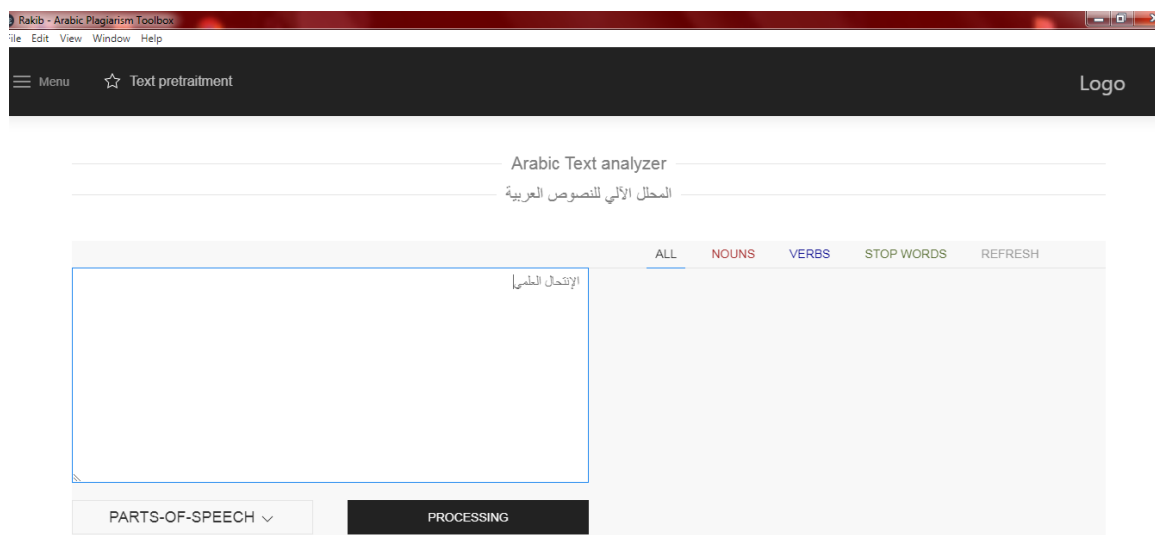 Rakib - Arabic Plagiarism Toolbox
File Edit View Window Help
Menu Text pretraitment Logo
Arabic Text analyzer
المحلل الآلي للنصوص العربية
ALL NOUNS VERBS STOP WORDS REFRESH
الإنتحال العلمي
PARTS-OF-SPEECH PROCESSING